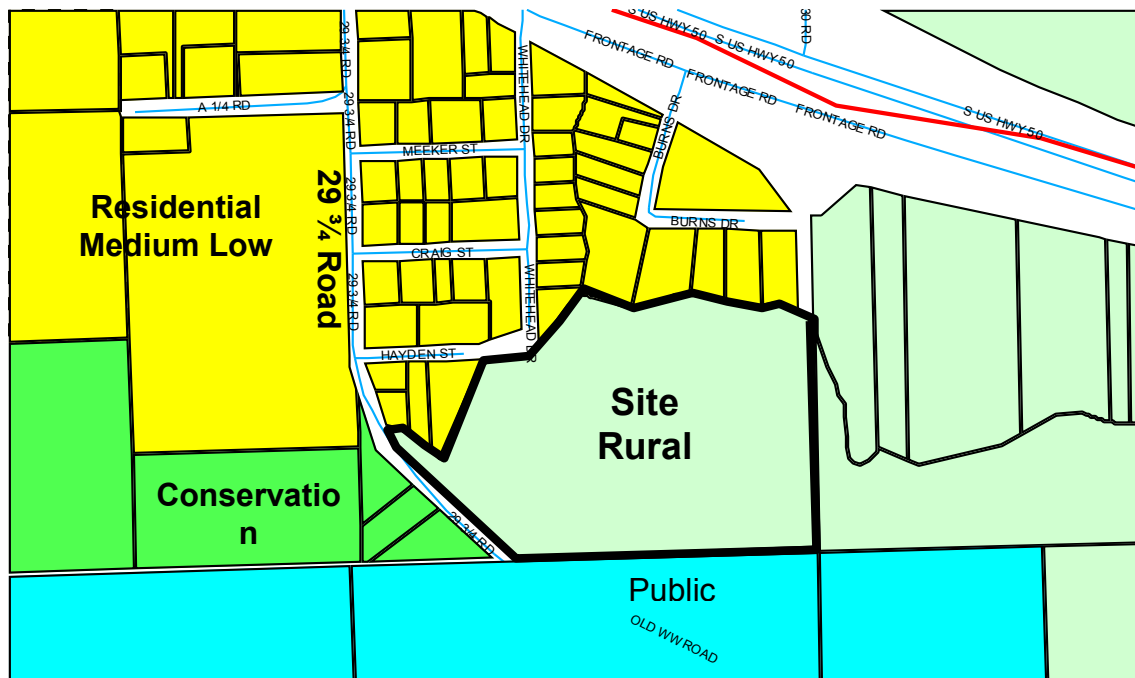 S US HWY 50
S US HWY 50
30 RD
FRONTAGE RD
FRONTAGE RD
FRONTAGE RD
S US HWY 50
29 3/4 RD
WHITEHEAD DR
A 1/4 RD
29 3/4 RD
BURNS DR
MEEKER ST
29 3/4 RD
Residential
Medium Low
29 ¾ Road
BURNS DR
CRAIG ST
29 3/4 RD
WHITEHEAD DR
HAYDEN ST
Site
Rural
Conservatio
n
29 3/4 RD
Public
OLD WW ROAD